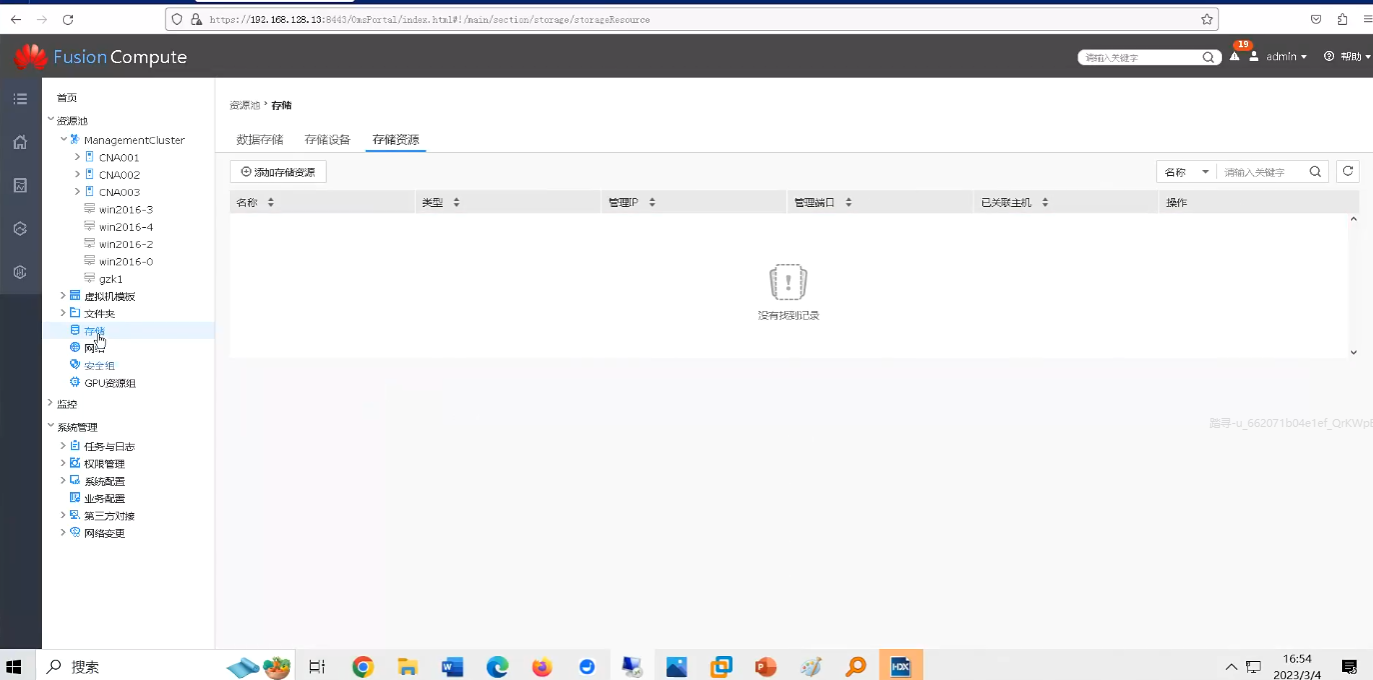 https://192.168.128.13:8443/OmsPortal/index.html#!/main/section/storage/storageResource
FusionCompute
请输入关键字
19
admin
帮助
首页
资源池
ManagementCluster
CNA001
CNA002
CNA003
win2016-3
win2016-4
win2016-2
win2016-0
gzk1
虚拟机模板
文件夹
存储
网络
安全组
GPU资源组
监控
系统管理
任务与日志
权限管理
系统配置
业务配置
第三方对接
网络变更
资源池 › 存储
数据存储 存储设备 存储资源
添加存储资源
名称 请输入关键字
名称 类型 管理IP 管理端口 已关联主机 操作
没有找到记录
路寻-u_662071b04e1ef_QrKWpE
搜索
HDX
16:54
2023/3/4